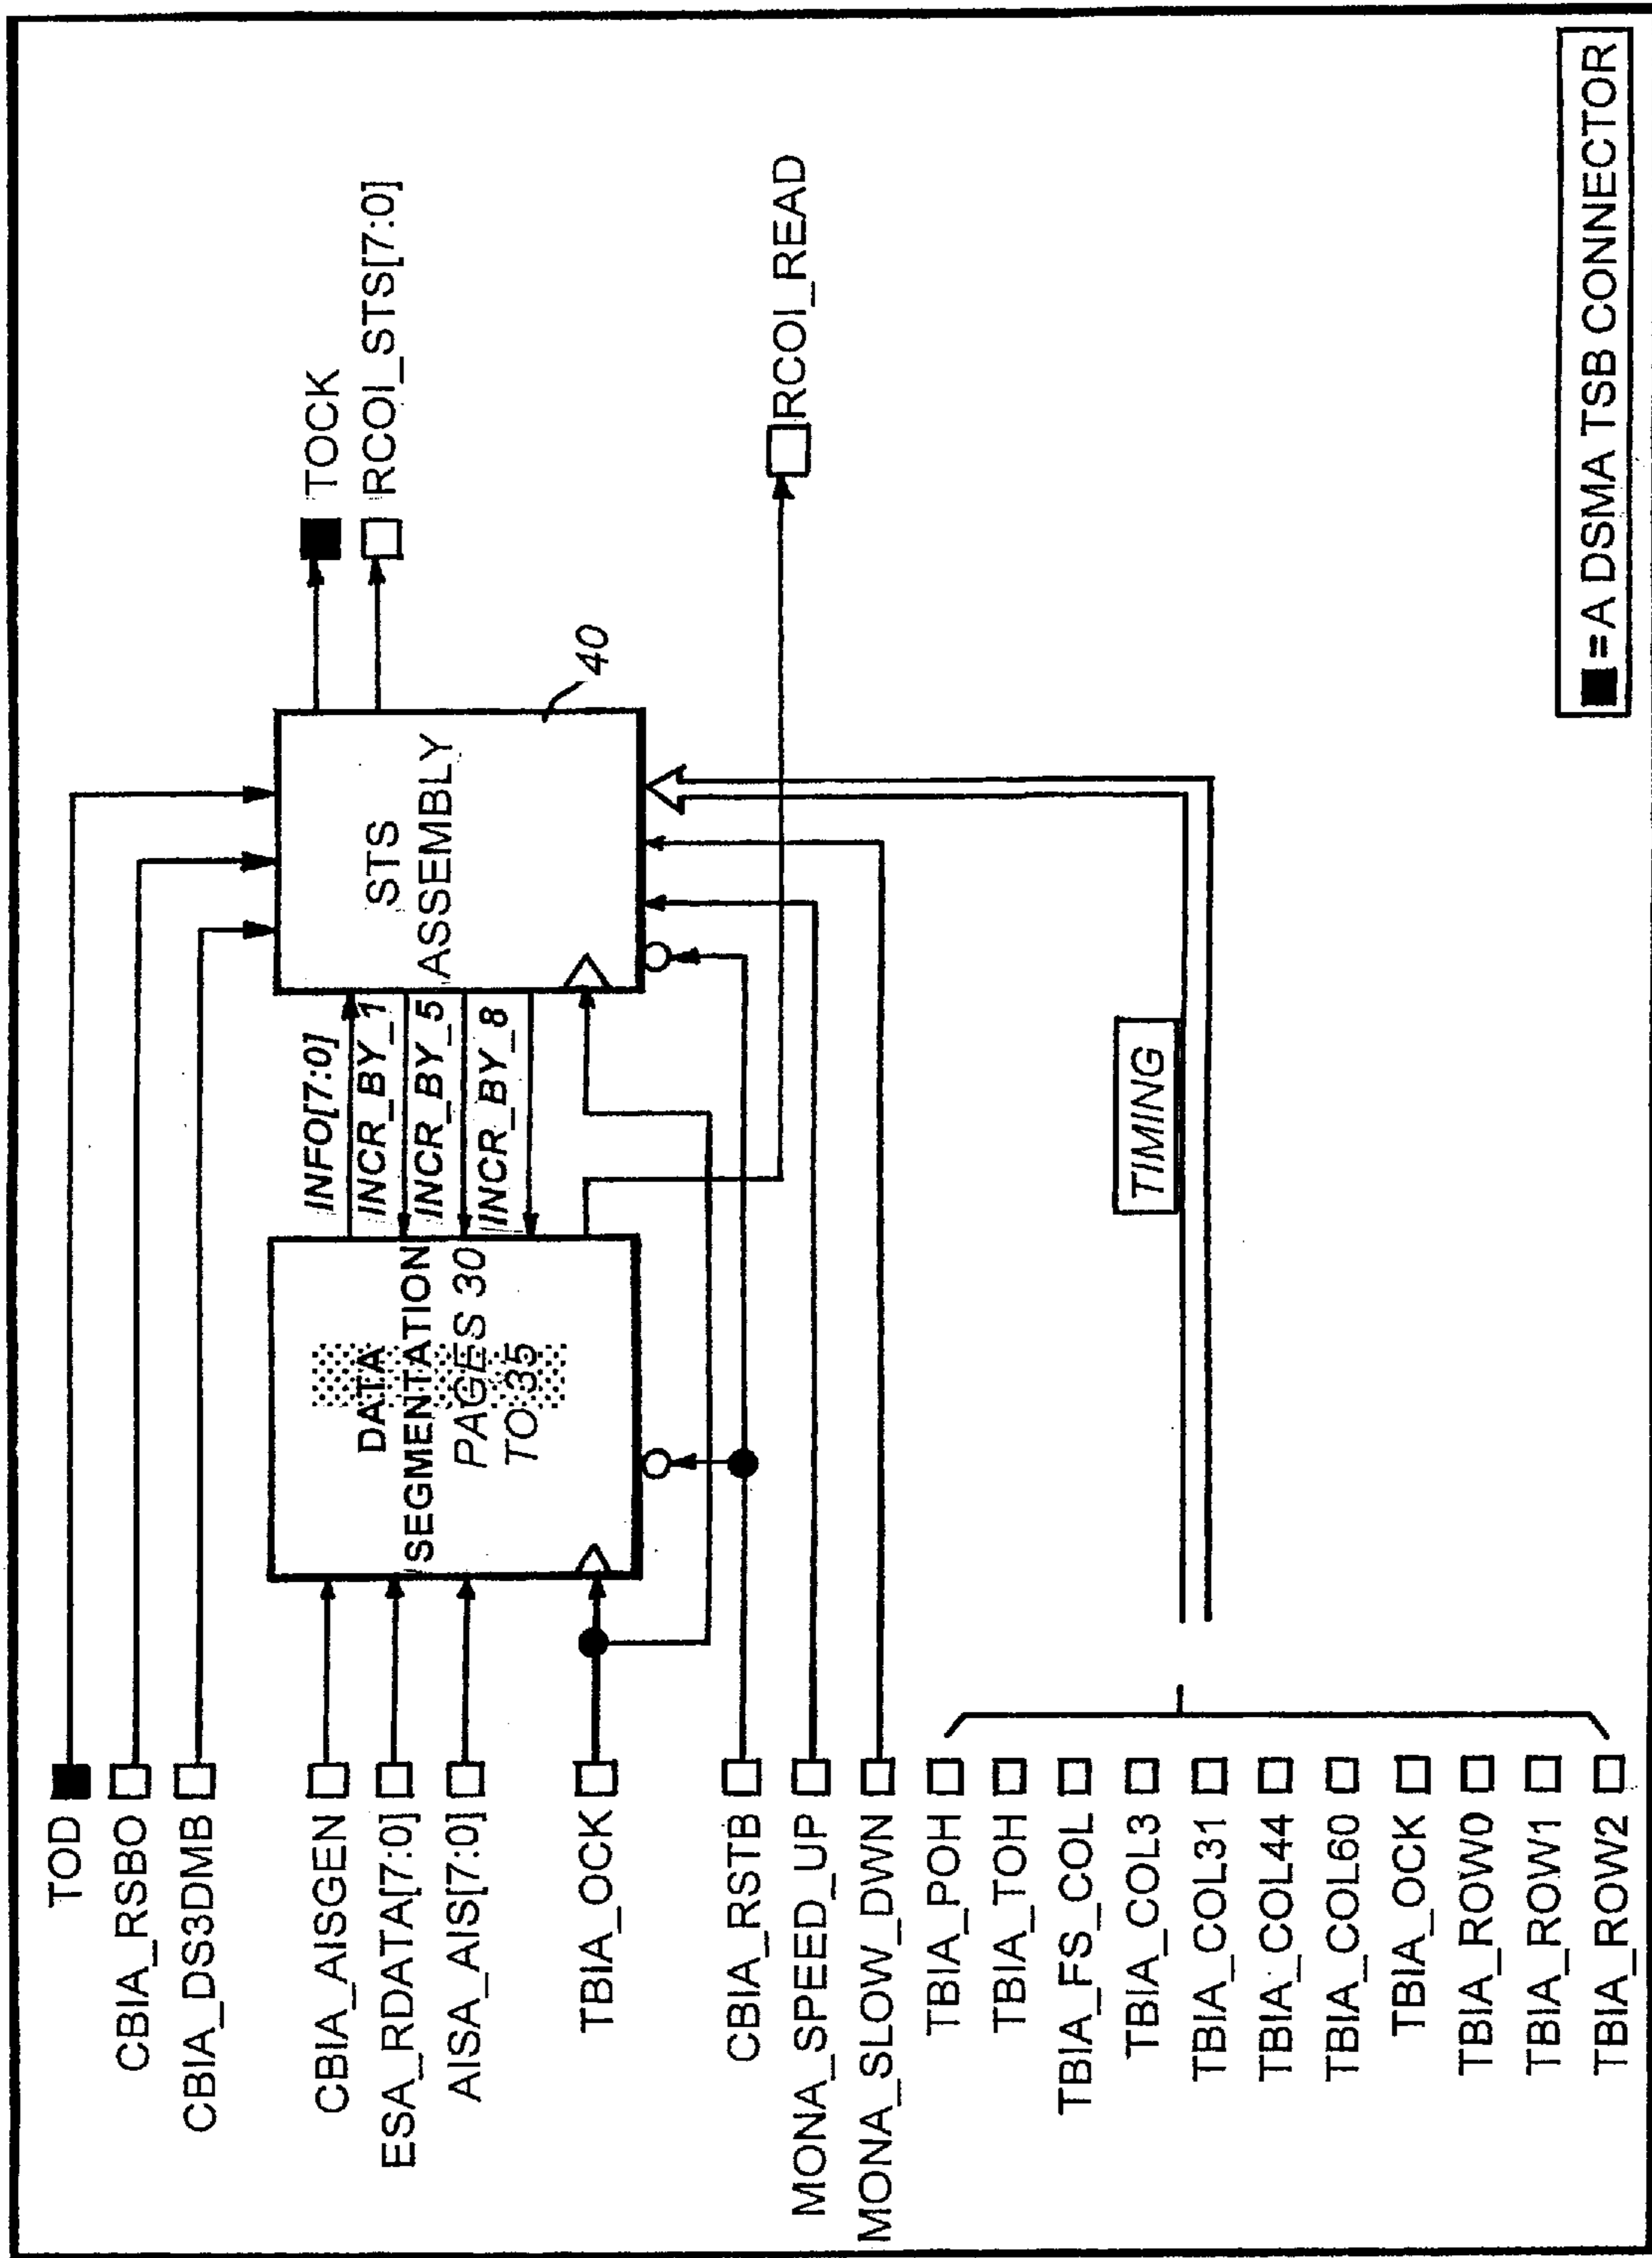 TOD
CBIA_RSBO
CBIA_DS3DMB
CBIA_AISGEN
ESA_RDATA[7:0]
AISA_AIS[7:0]
TBIA_OCK
CBIA_RSTB
MONA_SPEED_UP
MONA_SLOW_DWN
TBIA_POH
TBIA_TOH
TBIA_FS_COL
TBIA_COL3
TBIA_COL31
TBIA_COL44
TBIA_COL60
TBIA_OCK
TBIA_ROW0
TBIA_ROW1
TBIA_ROW2
DATA
SEGMENTATION
PAGES 30
TO 35
INFO[7:0]
INCR_BY_1
INCR_BY_5
INCR_BY_8
STS
ASSEMBLY
40
TIMING
TOCK
RCOI_STS[7:0]
RCOI_READ
=A DSMA TSB CONNECTOR